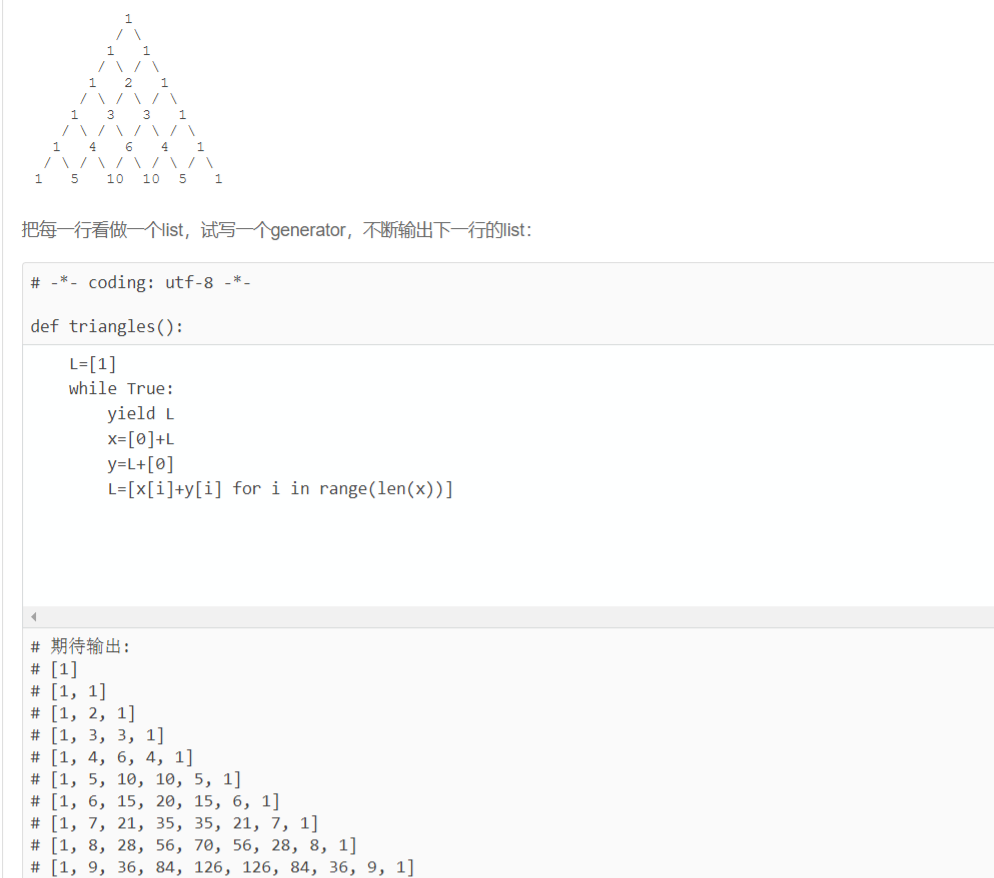 1
         / \
        1   1
       / \ / \
      1   2   1
     / \ / \ / \
    1   3   3   1
   / \ / \ / \ / \
  1   4   6   4   1
 / \ / \ / \ / \ / \
1   5   10  10  5   1
把每一行看做一个list，试写一个generator，不断输出下一行的list：
# -*- coding: utf-8 -*-
def triangles():
    L=[1]
    while True:
        yield L
        x=[0]+L
        y=L+[0]
        L=[x[i]+y[i] for i in range(len(x))]
# 期待输出:
# [1]
# [1, 1]
# [1, 2, 1]
# [1, 3, 3, 1]
# [1, 4, 6, 4, 1]
# [1, 5, 10, 10, 5, 1]
# [1, 6, 15, 20, 15, 6, 1]
# [1, 7, 21, 35, 35, 21, 7, 1]
# [1, 8, 28, 56, 70, 56, 28, 8, 1]
# [1, 9, 36, 84, 126, 126, 84, 36, 9, 1]